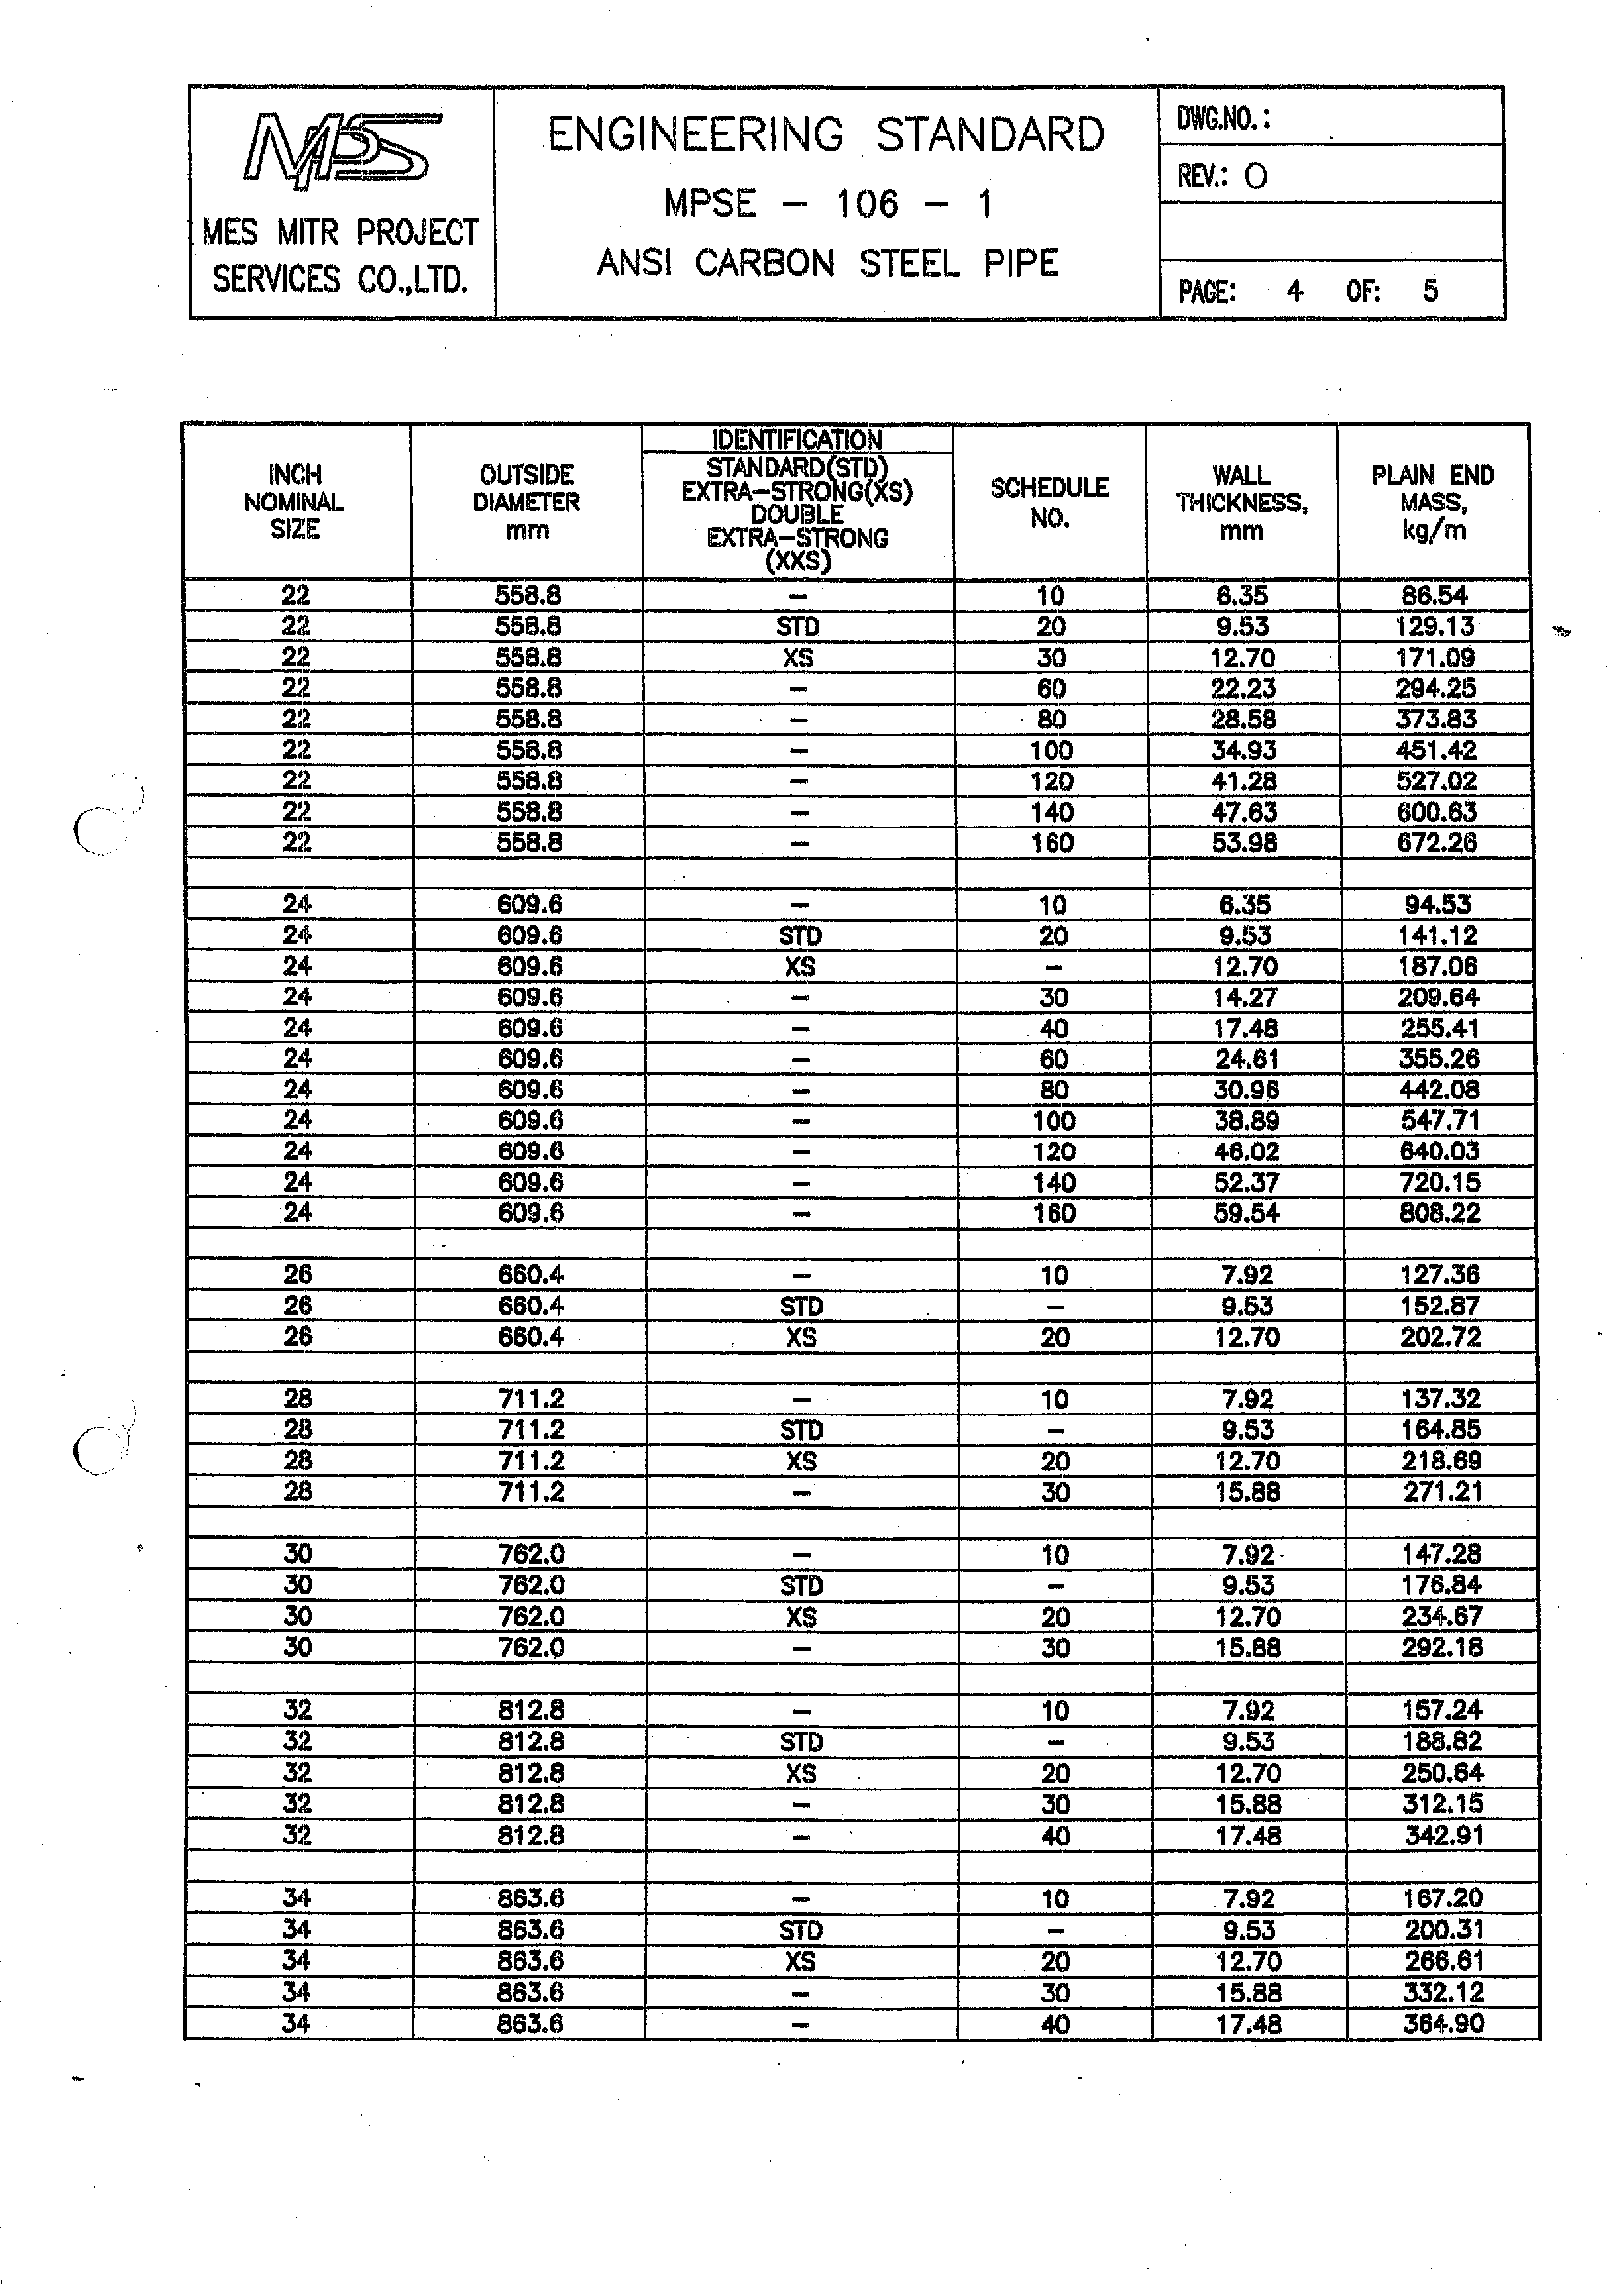 MPS
MES MITR PROJECT
SERVICES CO.,LTD.
ENGINEERING STANDARD
MPSE - 106 - 1
ANSI CARBON STEEL PIPE
DWG.NO. :
REV.: 0
PAGE: 4 OF: 5
INCH NOMINAL SIZE
OUTSIDE DIAMETER mm
IDENTIFICATION
STANDARD(STD)
EXTRA-STRONG(XS)
DOUBLE
EXTRA-STRONG
(XXS)
SCHEDULE NO.
WALL THICKNESS, mm
PLAIN END MASS, kg/m
22 558.8 - 10 6.35 86.54
22 558.8 STD 20 9.53 129.13
22 558.8 XS 30 12.70 171.09
22 558.8 - 60 22.23 294.25
22 558.8 - 80 28.58 373.83
22 558.8 - 100 34.93 451.42
22 558.8 - 120 41.28 527.02
22 558.8 - 140 47.63 600.63
22 558.8 - 160 53.98 672.26
24 609.6 - 10 6.35 94.53
24 609.6 STD 20 9.53 141.12
24 609.6 XS - 12.70 187.06
24 609.6 - 30 14.27 209.64
24 609.6 - 40 17.48 255.41
24 609.6 - 60 24.61 355.26
24 609.6 - 80 30.96 442.08
24 609.6 - 100 38.89 547.71
24 609.6 - 120 46.02 640.03
24 609.6 - 140 52.37 720.15
24 609.6 - 160 59.54 808.22
26 660.4 - 10 7.92 127.36
26 660.4 STD - 9.53 152.87
26 660.4 XS 20 12.70 202.72
28 711.2 - 10 7.92 137.32
28 711.2 STD - 9.53 164.85
28 711.2 XS 20 12.70 218.69
28 711.2 - 30 15.88 271.21
30 762.0 - 10 7.92 147.28
30 762.0 STD - 9.53 176.84
30 762.0 XS 20 12.70 234.67
30 762.0 - 30 15.88 292.18
32 812.8 - 10 7.92 157.24
32 812.8 STD - 9.53 188.82
32 812.8 XS 20 12.70 250.64
32 812.8 - 30 15.88 312.15
32 812.8 - 40 17.48 342.91
34 863.6 - 10 7.92 167.20
34 863.6 STD - 9.53 200.31
34 863.6 XS 20 12.70 266.61
34 863.6 - 30 15.88 332.12
34 863.6 - 40 17.48 364.90